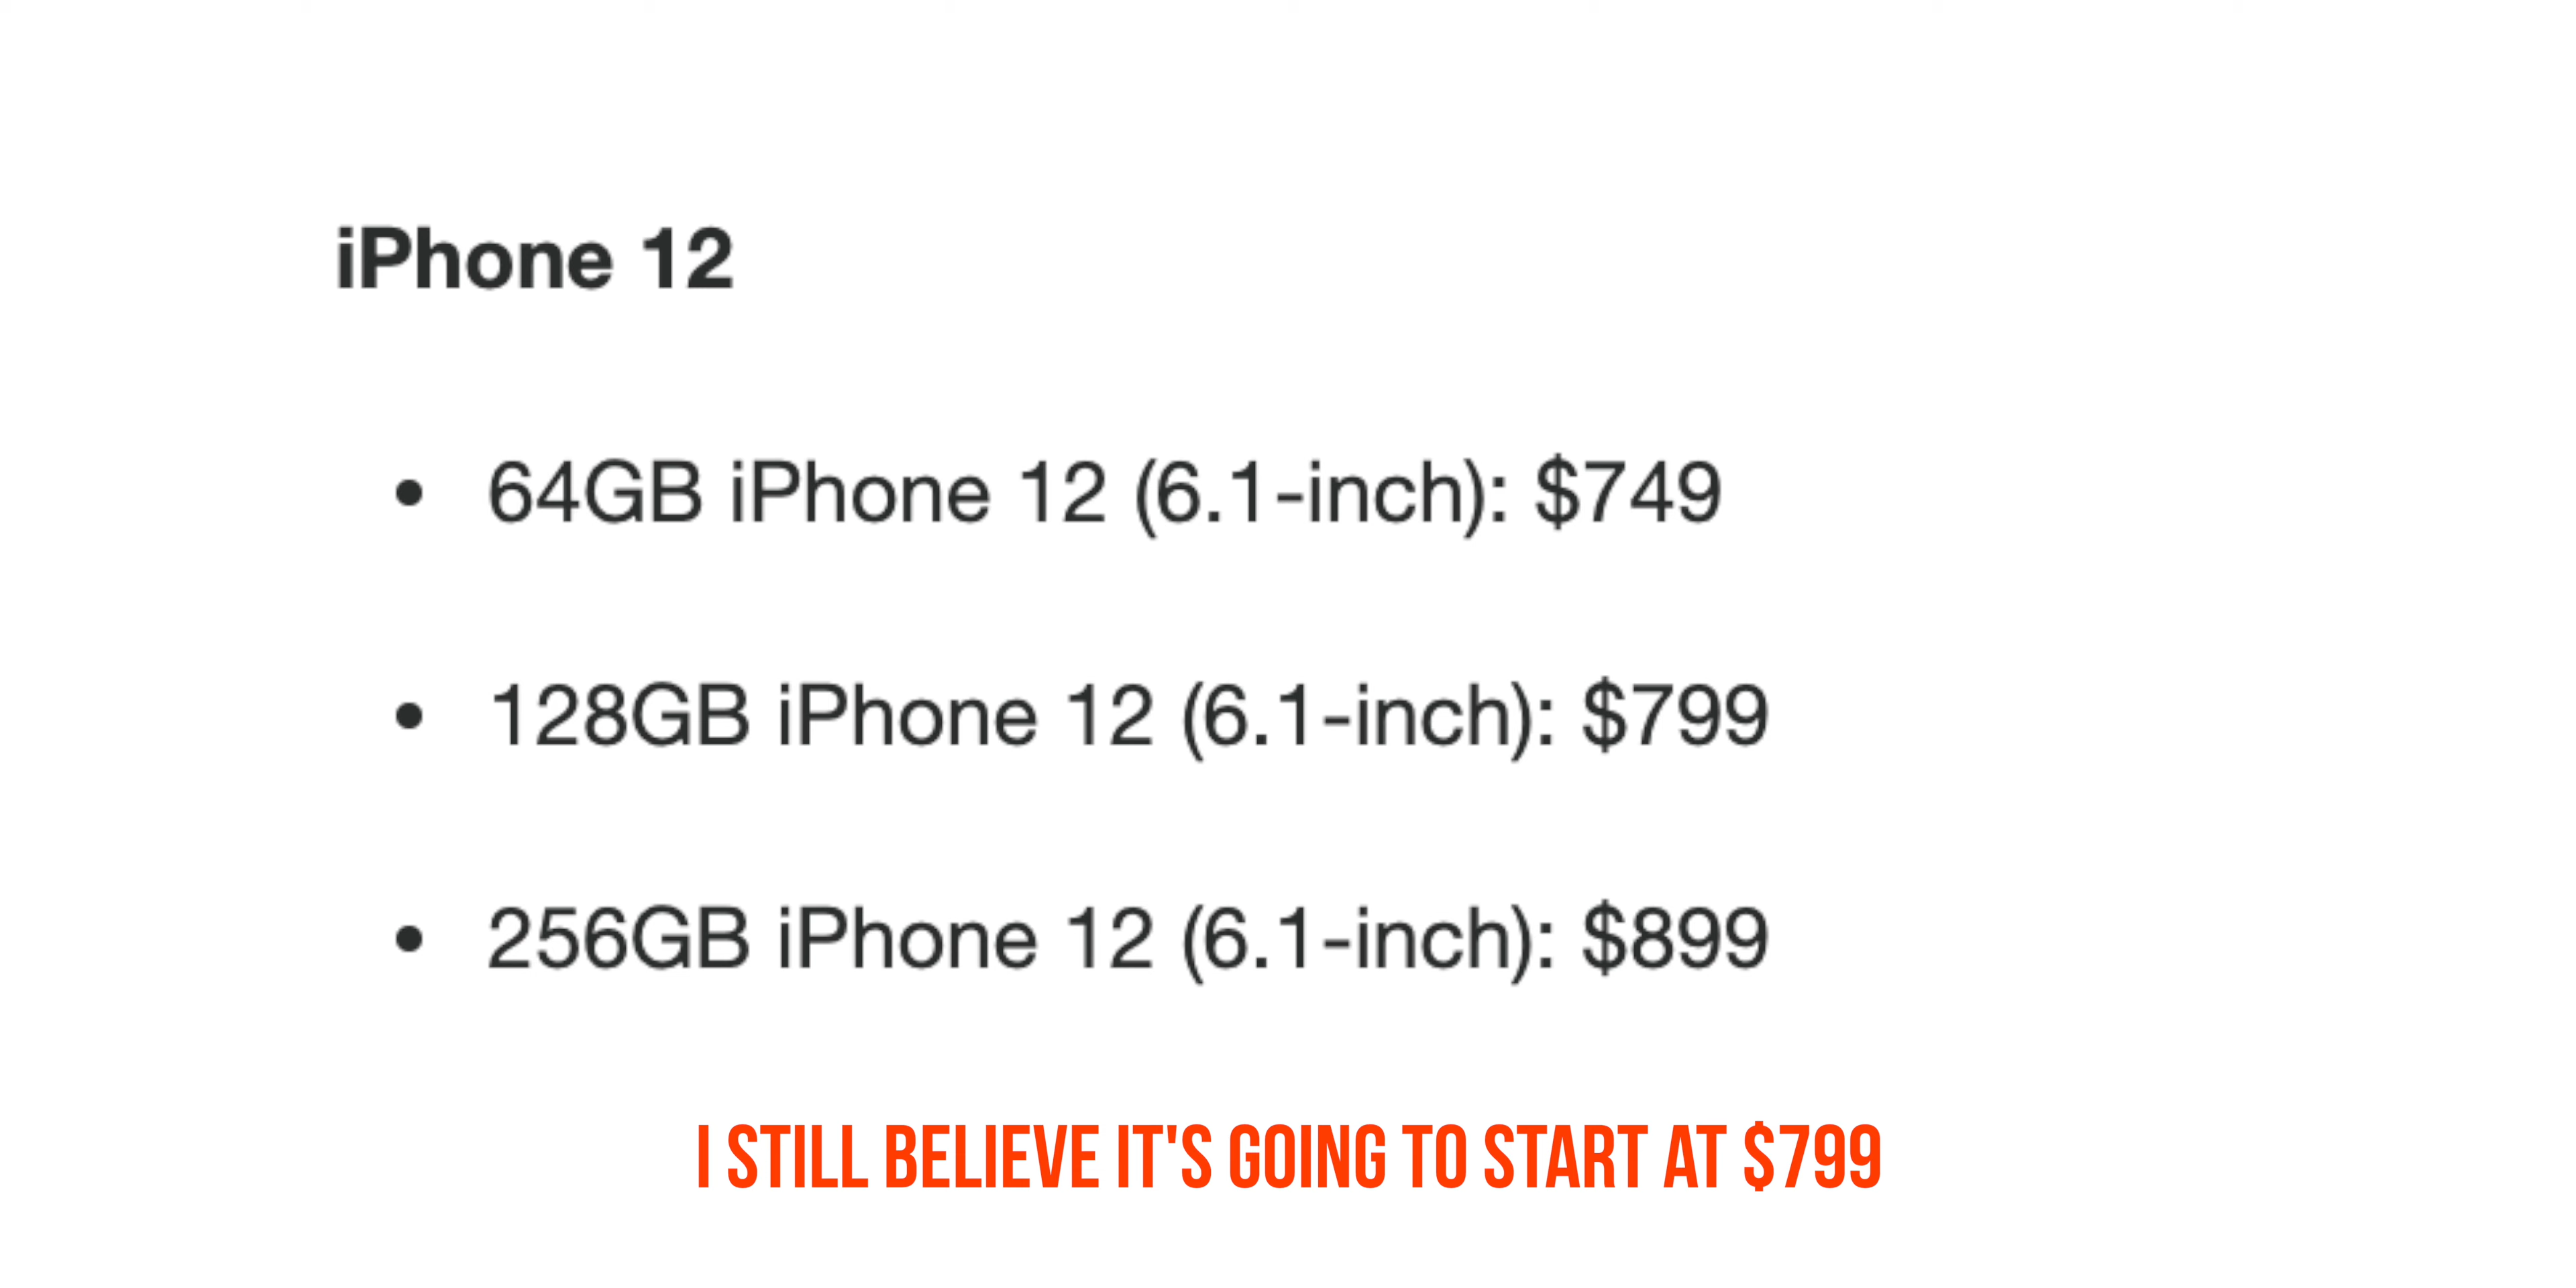 iPhone 12
• 64GB iPhone 12 (6.1-inch): $749
• 128GB iPhone 12 (6.1-inch): $799
• 256GB iPhone 12 (6.1-inch): $899
I STILL BELIEVE IT'S GOING TO START AT $799